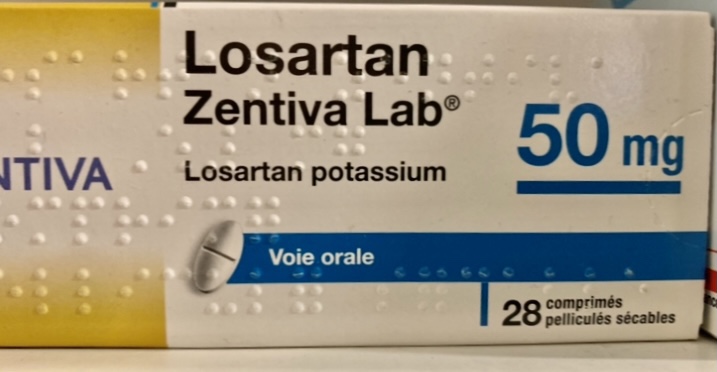 Losartan
Zentiva Lab®
50 mg
NTIVA
Losartan potassium
Voie orale
28 comprimés
pelliculés sécables